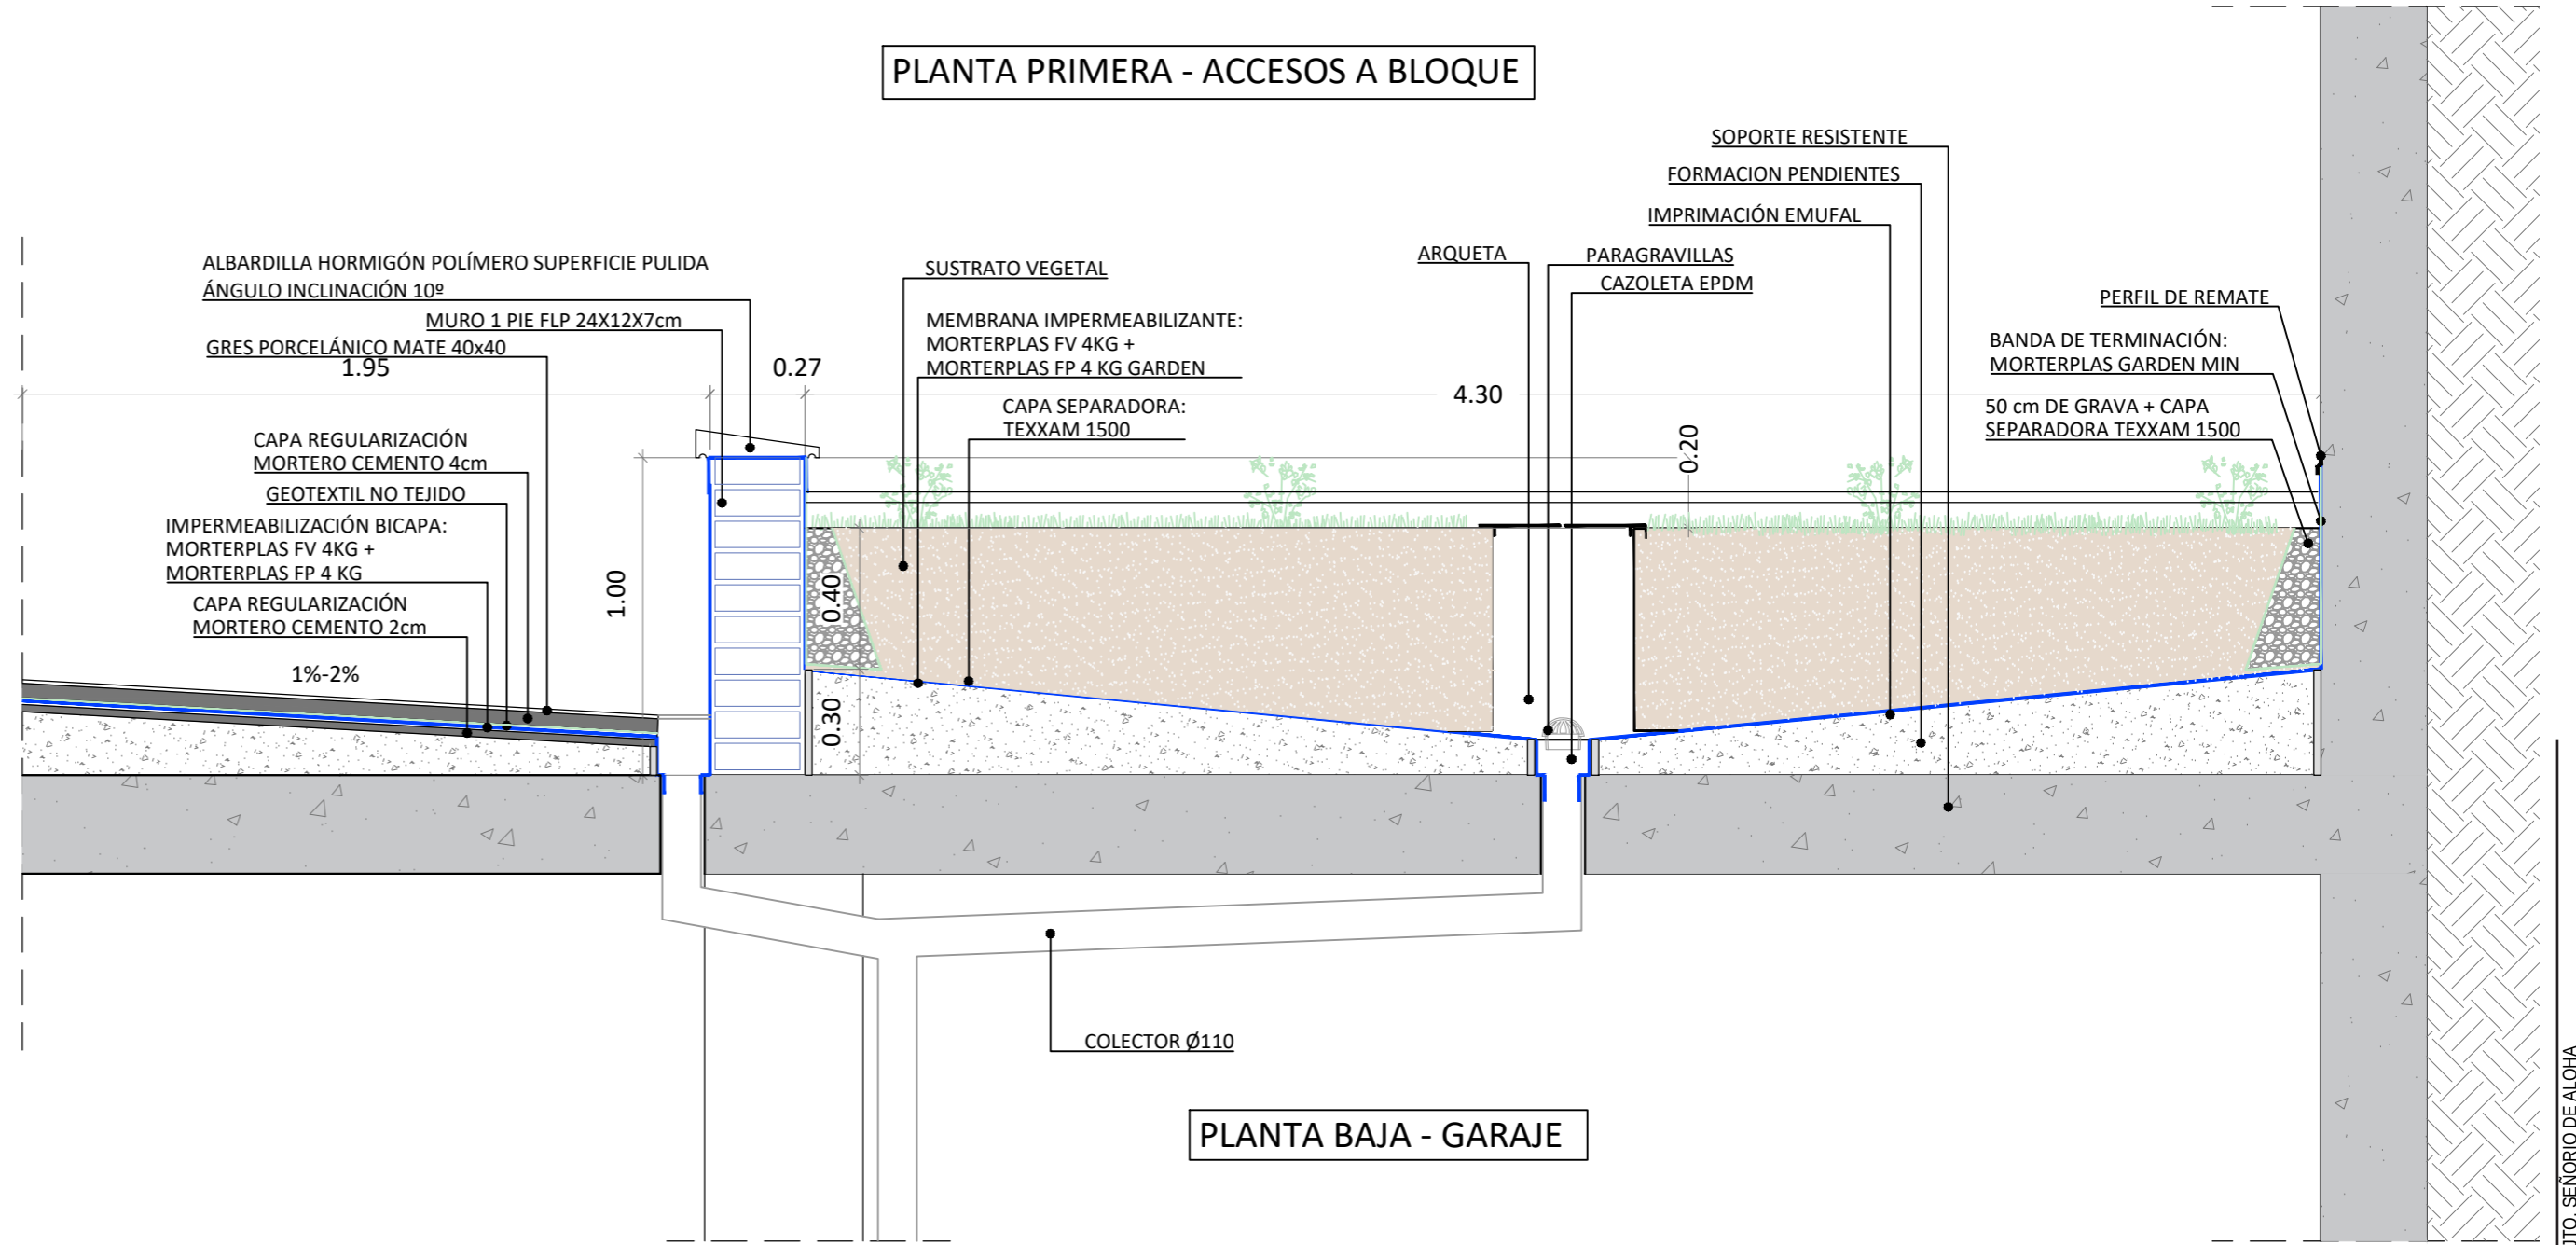 PLANTA PRIMERA - ACCESOS A BLOQUE
SOPORTE RESISTENTE
FORMACION PENDIENTES
IMPRIMACIÓN EMUFAL
ARQUETA
PARAGRAVILLAS
CAZOLETA EPDM
PERFIL DE REMATE
BANDA DE TERMINACIÓN:
MORTERPLAS GARDEN MIN
50 cm DE GRAVA + CAPA
SEPARADORA TEXXAM 1500
ALBARDILLA HORMIGÓN POLÍMERO SUPERFICIE PULIDA
ÁNGULO INCLINACIÓN 10º
MURO 1 PIE FLP 24X12X7cm
GRES PORCELÁNICO MATE 40x40
1.95
0.27
4.30
SUSTRATO VEGETAL
MEMBRANA IMPERMEABILIZANTE:
MORTERPLAS FV 4KG +
MORTERPLAS FP 4 KG GARDEN
CAPA SEPARADORA:
TEXXAM 1500
0.20
CAPA REGULARIZACIÓN
MORTERO CEMENTO 4cm
GEOTEXTIL NO TEJIDO
IMPERMEABILIZACIÓN BICAPA:
MORTERPLAS FV 4KG +
MORTERPLAS FP 4 KG
CAPA REGULARIZACIÓN
MORTERO CEMENTO 2cm
1%-2%
1.00
0.40
0.30
COLECTOR Ø110
PLANTA BAJA - GARAJE
SEÑORIO DE ALOHA